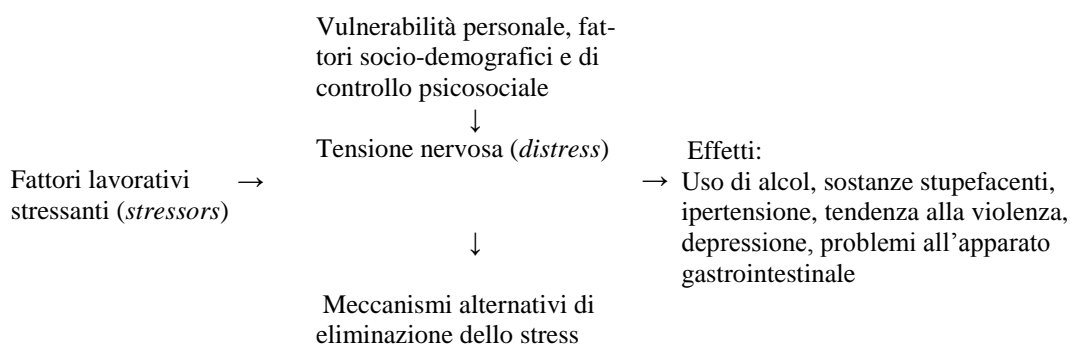 Vulnerabilità personale, fat-
tori socio-demografici e di
controllo psicosociale
↓
Tensione nervosa (distress)
Fattori lavorativi →
stressanti (stressors)
Effetti:
→ Uso di alcol, sostanze stupefacenti,
ipertensione, tendenza alla violenza,
depressione, problemi all’apparato
gastrointestinale
↓
Meccanismi alternativi di
eliminazione dello stress